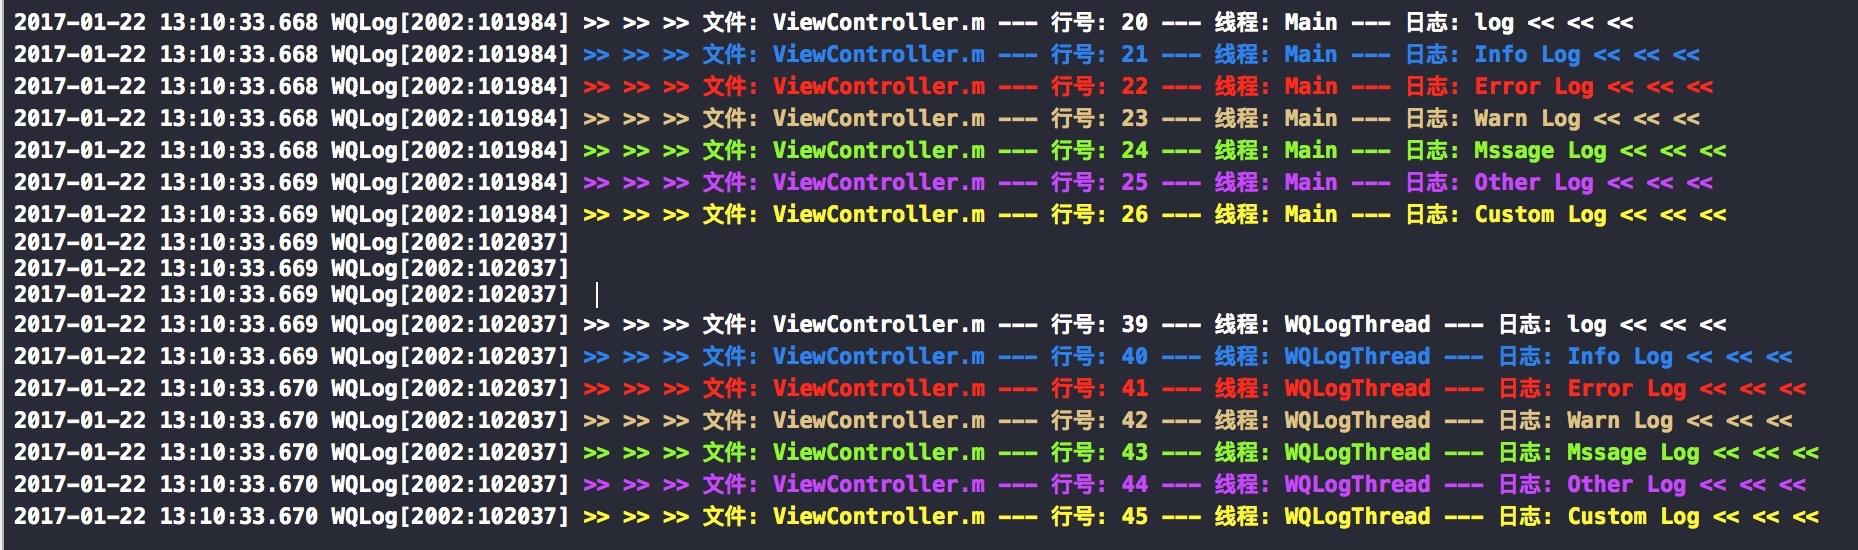 2017-01-22 13:10:33.668 WQLog[2002:101984] >> >> >> 文件: ViewController.m --- 行号: 20 --- 线程: Main --- 日志: log << << <<
2017-01-22 13:10:33.668 WQLog[2002:101984] >> >> >> 文件: ViewController.m --- 行号: 21 --- 线程: Main --- 日志: Info Log << << <<
2017-01-22 13:10:33.668 WQLog[2002:101984] >> >> >> 文件: ViewController.m --- 行号: 22 --- 线程: Main --- 日志: Error Log << << <<
2017-01-22 13:10:33.668 WQLog[2002:101984] >> >> >> 文件: ViewController.m --- 行号: 23 --- 线程: Main --- 日志: Warn Log << << <<
2017-01-22 13:10:33.668 WQLog[2002:101984] >> >> >> 文件: ViewController.m --- 行号: 24 --- 线程: Main --- 日志: Mssage Log << << <<
2017-01-22 13:10:33.669 WQLog[2002:101984] >> >> >> 文件: ViewController.m --- 行号: 25 --- 线程: Main --- 日志: Other Log << << <<
2017-01-22 13:10:33.669 WQLog[2002:101984] >> >> >> 文件: ViewController.m --- 行号: 26 --- 线程: Main --- 日志: Custom Log << << <<
2017-01-22 13:10:33.669 WQLog[2002:102037]
2017-01-22 13:10:33.669 WQLog[2002:102037]
2017-01-22 13:10:33.669 WQLog[2002:102037]
2017-01-22 13:10:33.669 WQLog[2002:102037] >> >> >> 文件: ViewController.m --- 行号: 39 --- 线程: WQLogThread --- 日志: log << << <<
2017-01-22 13:10:33.669 WQLog[2002:102037] >> >> >> 文件: ViewController.m --- 行号: 40 --- 线程: WQLogThread --- 日志: Info Log << << <<
2017-01-22 13:10:33.670 WQLog[2002:102037] >> >> >> 文件: ViewController.m --- 行号: 41 --- 线程: WQLogThread --- 日志: Error Log << << <<
2017-01-22 13:10:33.670 WQLog[2002:102037] >> >> >> 文件: ViewController.m --- 行号: 42 --- 线程: WQLogThread --- 日志: Warn Log << << <<
2017-01-22 13:10:33.670 WQLog[2002:102037] >> >> >> 文件: ViewController.m --- 行号: 43 --- 线程: WQLogThread --- 日志: Mssage Log << << <<
2017-01-22 13:10:33.670 WQLog[2002:102037] >> >> >> 文件: ViewController.m --- 行号: 44 --- 线程: WQLogThread --- 日志: Other Log << << <<
2017-01-22 13:10:33.670 WQLog[2002:102037] >> >> >> 文件: ViewController.m --- 行号: 45 --- 线程: WQLogThread --- 日志: Custom Log << << <<